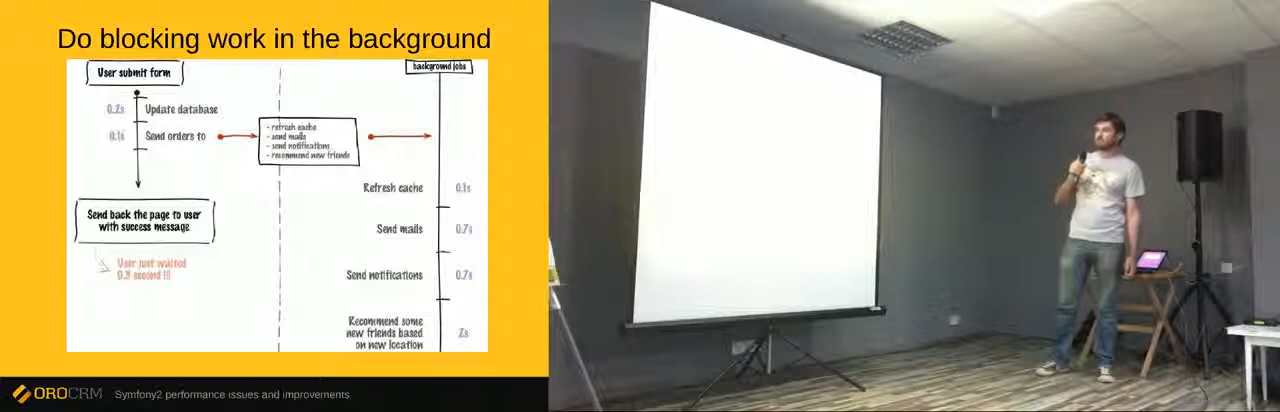 Do blocking work in the background
User submit form
background jobs
0.2s Update database
0.1s Send orders to
- refresh cache
- send mails
- send notifications
- recommend new friends
Refresh cache 0.1s
Send mails 0.7s
Send back the page to user
with success message
User just waited
0.3 second !!!
Send notifications 0.7s
Recommend some
new friends based
on new location
2s
OROCRM Symfony2 performance issues and improvements